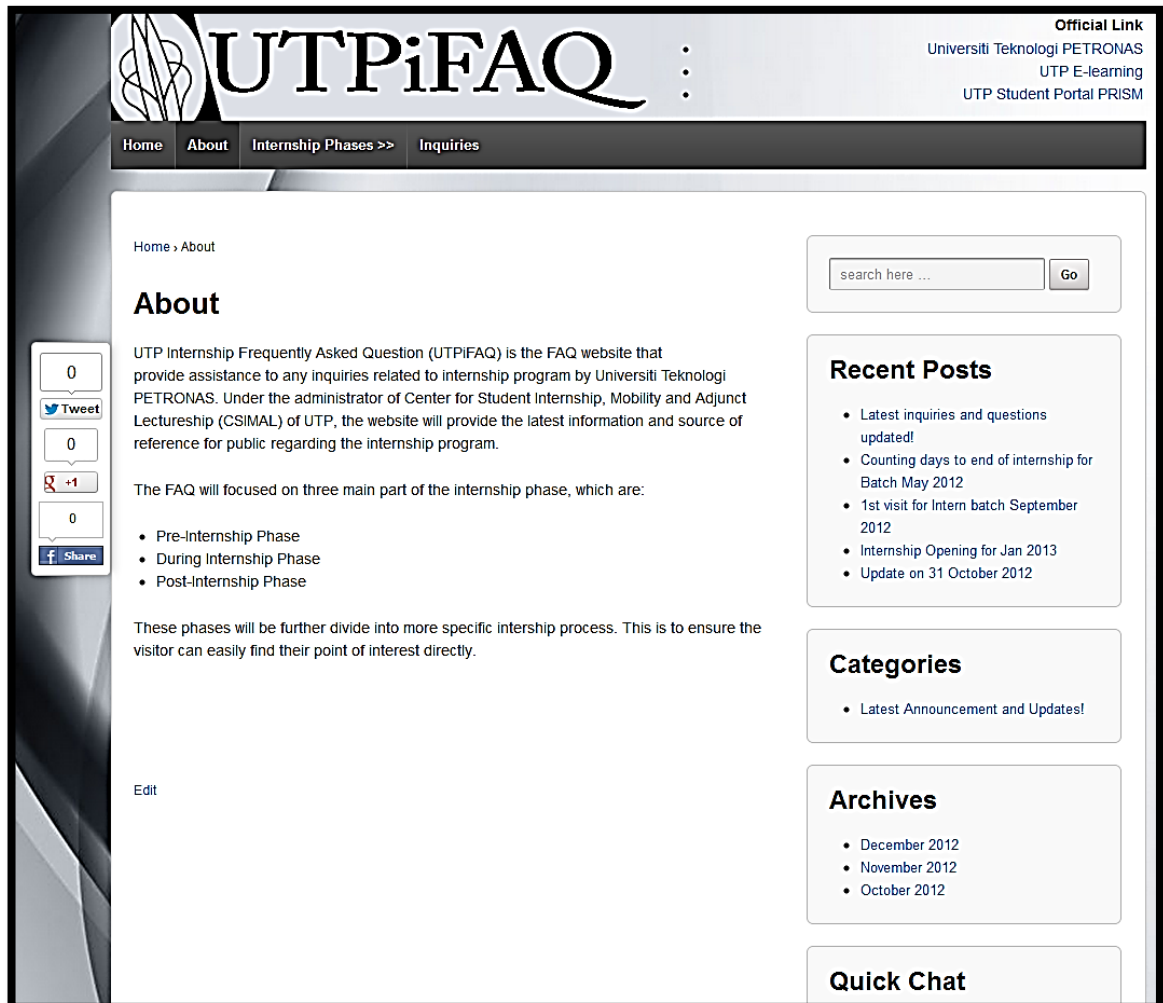 UTPiFAQ
Official Link
Universiti Teknologi PETRONAS
UTP E-learning
UTP Student Portal PRISM
Home About Internship Phases >> Inquiries
Home › About
About
UTP Internship Frequently Asked Question (UTPiFAQ) is the FAQ website that
provide assistance to any inquiries related to internship program by Universiti Teknologi
PETRONAS. Under the administrator of Center for Student Internship, Mobility and Adjunct
Lectureship (CSIMAL) of UTP, the website will provide the latest information and source of
reference for public regarding the internship program.
The FAQ will focused on three main part of the internship phase, which are:
• Pre-Internship Phase
• During Internship Phase
• Post-Internship Phase
These phases will be further divide into more specific intership process. This is to ensure the
visitor can easily find their point of interest directly.
Edit
0
Tweet
0
g +1
0
f Share
search here ... Go
Recent Posts
• Latest inquiries and questions
updated!
• Counting days to end of internship for
Batch May 2012
• 1st visit for Intern batch September
2012
• Internship Opening for Jan 2013
• Update on 31 October 2012
Categories
• Latest Announcement and Updates!
Archives
• December 2012
• November 2012
• October 2012
Quick Chat